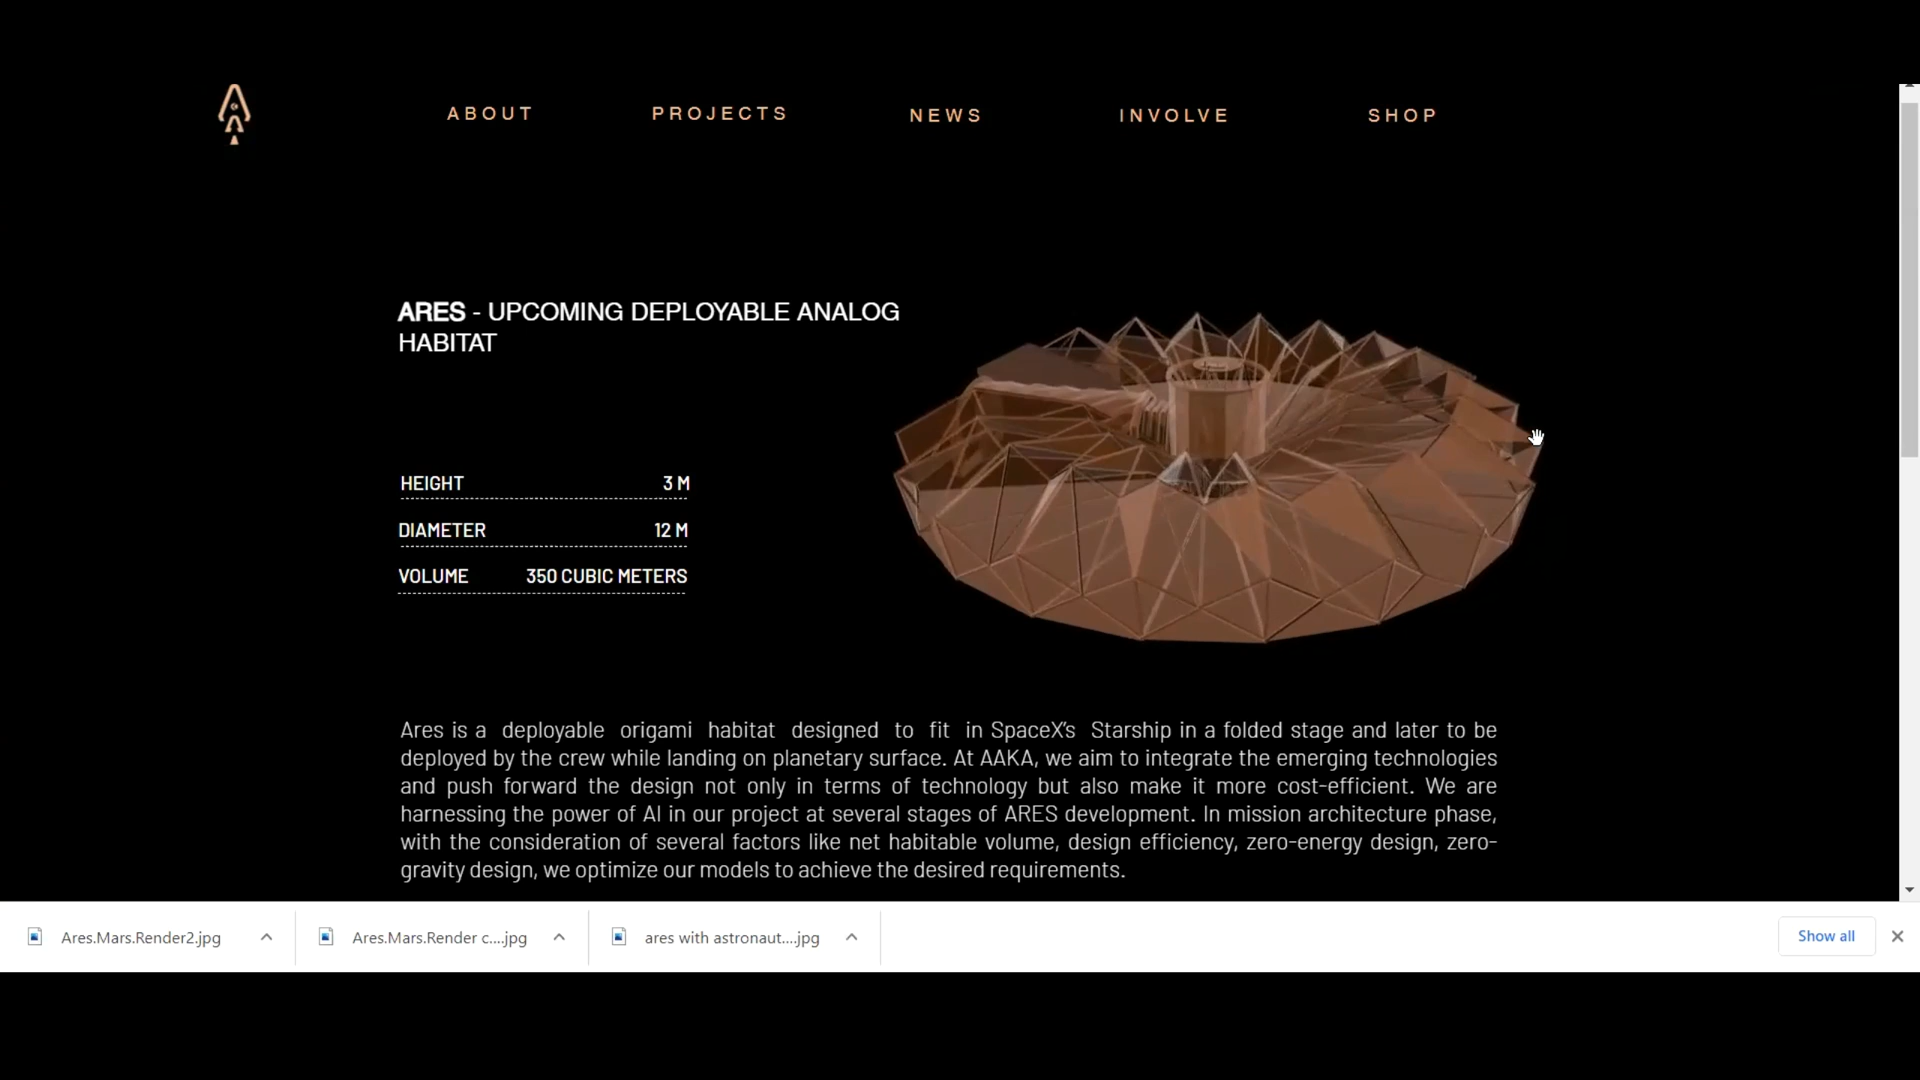 ABOUT PROJECTS NEWS INVOLVE SHOP
ARES - UPCOMING DEPLOYABLE ANALOG
HABITAT
HEIGHT 3 M
DIAMETER 12 M
VOLUME 350 CUBIC METERS
Ares is a deployable origami habitat designed to fit in SpaceX's Starship in a folded stage and later to be
deployed by the crew while landing on planetary surface. At AAKA, we aim to integrate the emerging technologies
and push forward the design not only in terms of technology but also make it more cost-efficient. We are
harnessing the power of AI in our project at several stages of ARES development. In mission architecture phase,
with the consideration of several factors like net habitable volume, design efficiency, zero-energy design, zero-
gravity design, we optimize our models to achieve the desired requirements.
Ares.Mars.Render2.jpg Ares.Mars.Render c....jpg ares with astronaut....jpg Show all